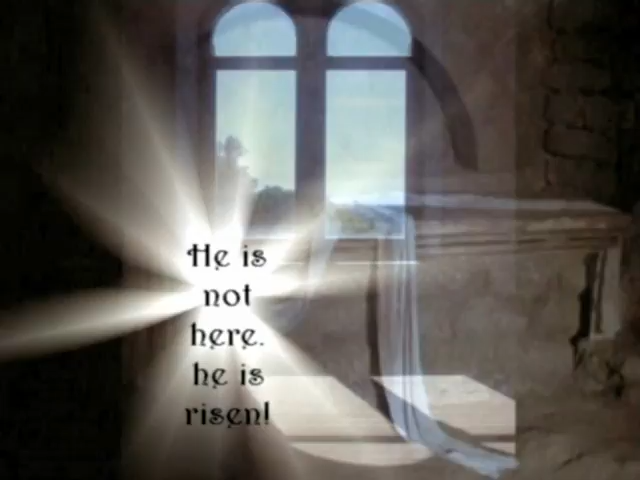 He is
not
here.
he is
risen!